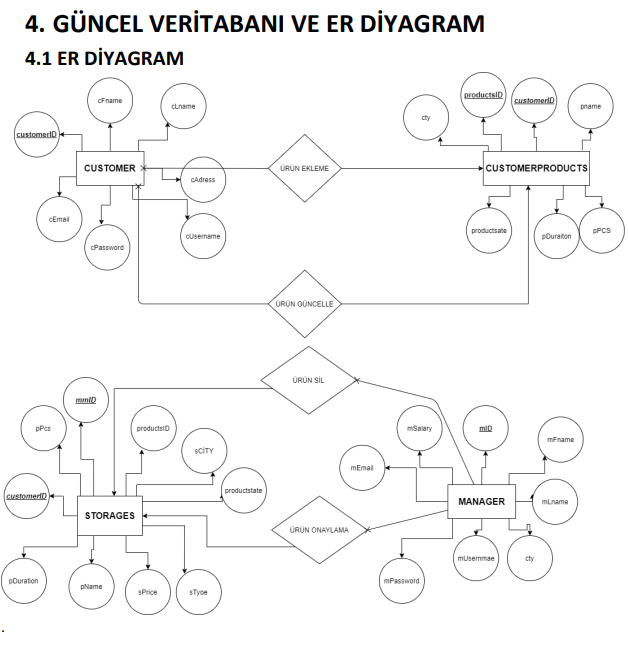 4. GÜNCEL VERİTABANI VE ER DİYAGRAM
4.1 ER DİYAGRAM
cFname
cLname
customerID
CUSTOMER
cAdress
cEmail
cPassword
cUsername
ÜRÜN EKLEME
cty
productsID
customerID
pname
CUSTOMERPRODUCTS
productsate
pDuraiton
pPCS
ÜRÜN GÜNCELLE
ÜRÜN SİL
pPcs
mmID
productsID
sCİTY
productstate
customerID
STORAGES
pDuration
pName
sPrice
sTyoe
ÜRÜN ONAYLAMA
mSalary
mID
mFname
mEmail
MANAGER
mLname
mPassword
mUsernmae
cty
.